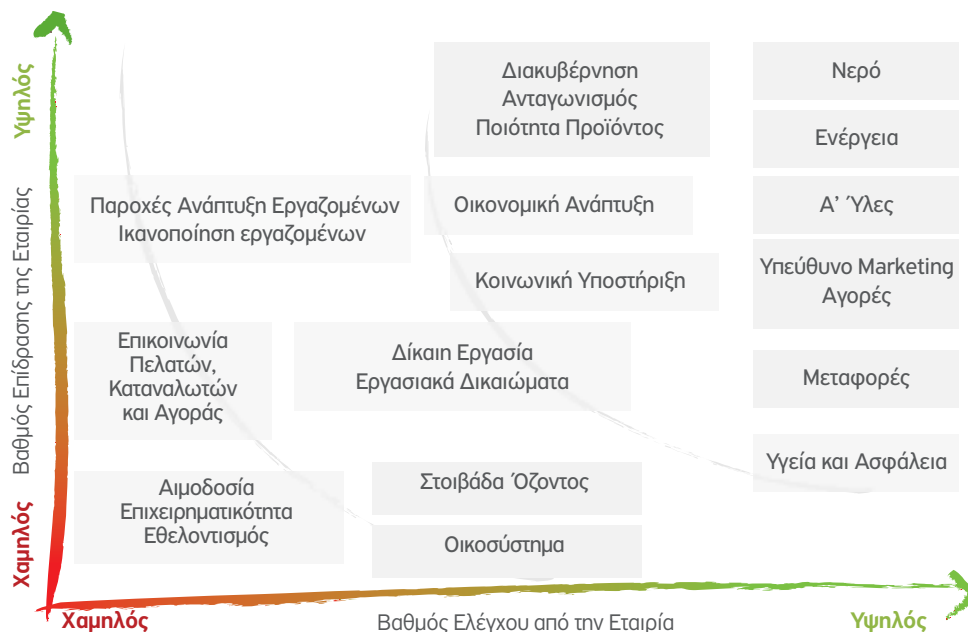 Υψηλός
Βαθμός Επίδρασης της Εταιρίας
Χαμηλός
Διακυβέρνηση
Ανταγωνισμός
Ποιότητα Προϊόντος
Νερό
Ενέργεια
Παροχές Ανάπτυξη Εργαζομένων
Ικανοποίηση εργαζομένων
Οικονομική Ανάπτυξη
Α' Ύλες
Κοινωνική Υποστήριξη
Υπεύθυνο Marketing
Αγορές
Επικοινωνία
Πελατών,
Καταναλωτών
και Αγοράς
Δίκαιη Εργασία
Εργασιακά Δικαιώματα
Μεταφορές
Υγεία και Ασφάλεια
Αιμοδοσία
Επιχειρηματικότητα
Εθελοντισμός
Στοιβάδα Όζοντος
Οικοσύστημα
Χαμηλός
Βαθμός Ελέγχου από την Εταιρία
Υψηλός